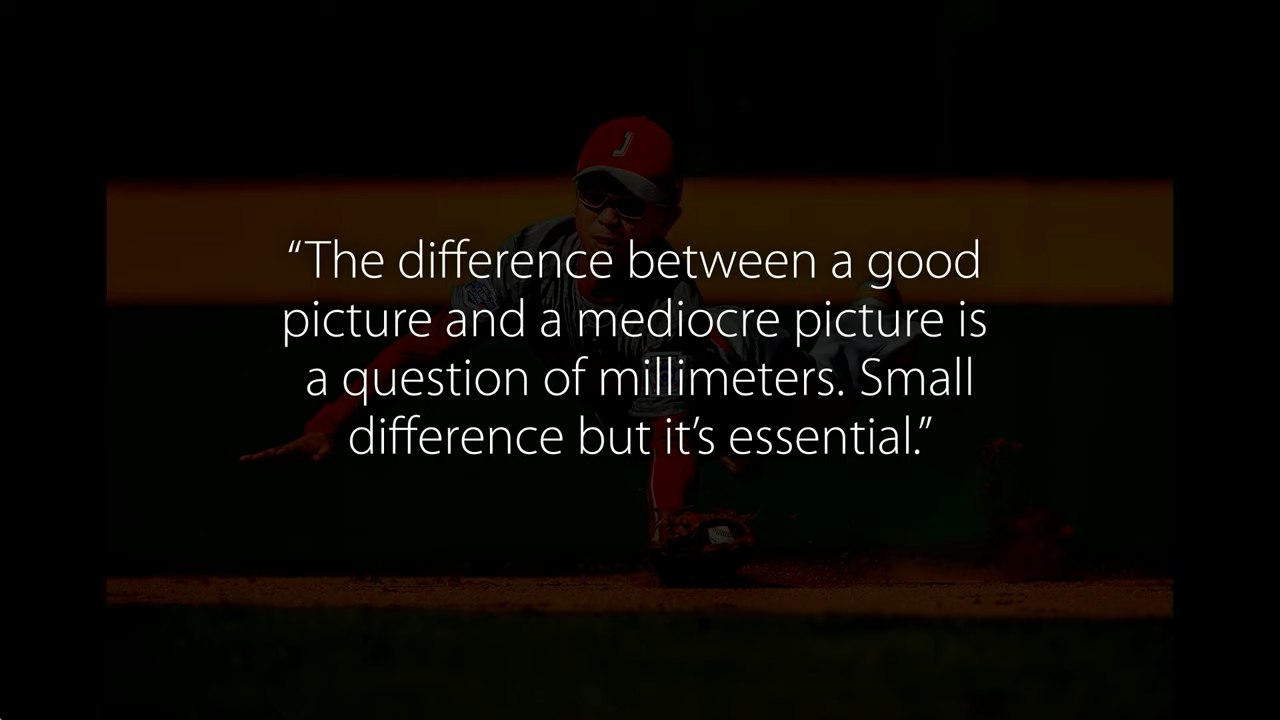 J
“The difference between a good
picture and a mediocre picture is
a question of millimeters. Small
difference but it’s essential.”